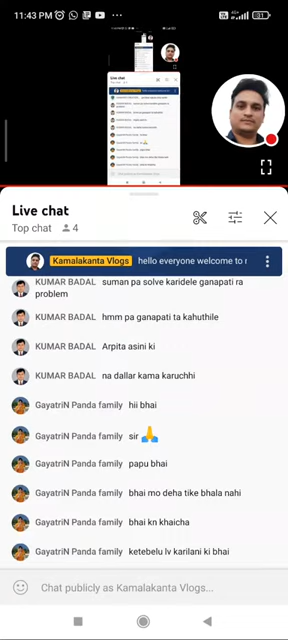 11:43 PM
31
Live chat
Top chat 4
Kamalakanta Vlogs hello everyone welcome to r
KUMAR BADAL suman pa solve karidele ganapati ra
problem
KUMAR BADAL hmm pa ganapati ta kahuthile
KUMAR BADAL Arpita asini ki
KUMAR BADAL na dallar kama karuchhi
GayatriN Panda family hii bhai
GayatriN Panda family sir 🙏
GayatriN Panda family papu bhai
GayatriN Panda family bhai mo deha tike bhala nahi
GayatriN Panda family bhai kn khaicha
GayatriN Panda family ketebelu lv karilani ki bhai
Chat publicly as Kamalakanta Vlogs...